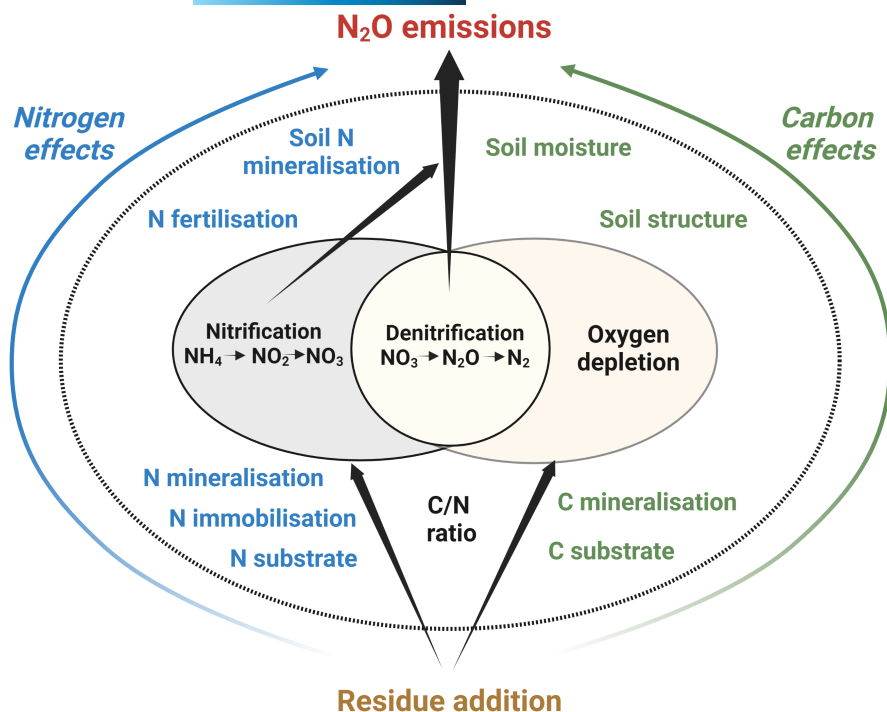 N₂O emissions
Nitrogen
effects
Carbon
effects
Soil N
mineralisation
Soil moisture
N fertilisation
Soil structure
Nitrification
NH₄ → NO₂ → NO₃
Denitrification
NO₃ → N₂O → N₂
Oxygen
depletion
N mineralisation
N immobilisation
N substrate
C/N
ratio
C mineralisation
C substrate
Residue addition